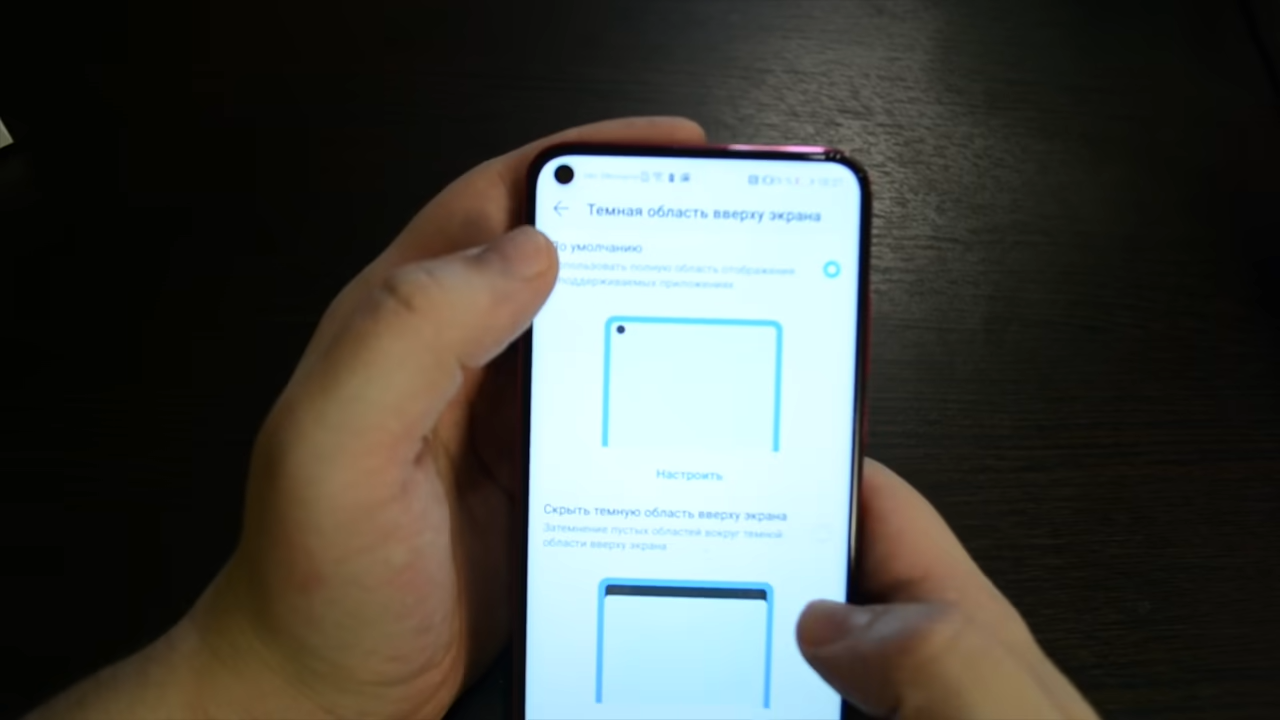 Темная область вверху экрана
умолчанию
полную область отображения
поддерживаемых приложениях
Настроить
Скрыть темную область вверху экрана
Затемнение пустых областей вокруг темной
области вверху экрана